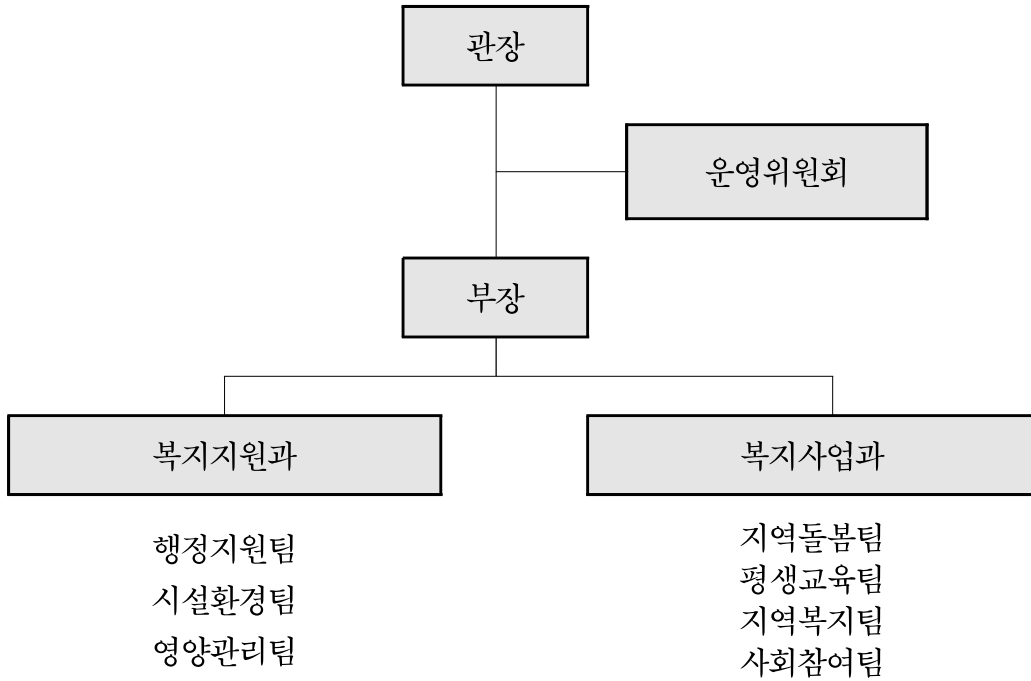 관장
운영위원회
부장
복지지원과
행정지원팀
시설환경팀
영양관리팀
복지사업과
지역돌봄팀
평생교육팀
지역복지팀
사회참여팀